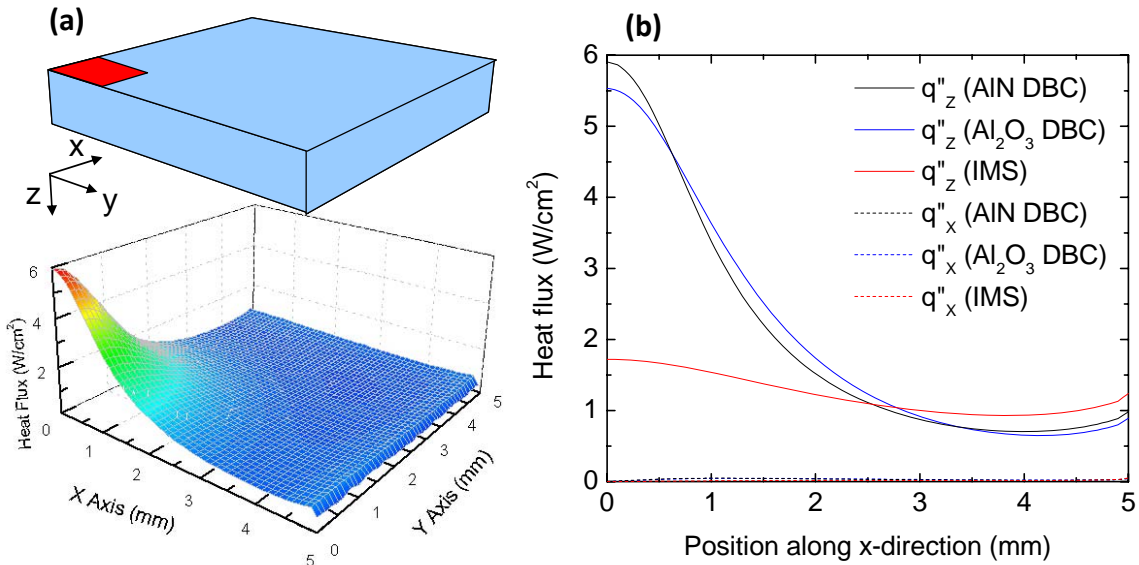 (a)
x
z
y
6
4
2
0
Heat Flux (W/cm²)
0
1
2
3
4
5
X Axis (mm)
0
1
2
3
4
5
Y Axis (mm)
(b)
6
5
4
3
2
1
0
Heat flux (W/cm²)
q"Z (AlN DBC)
q"Z (Al₂O₃ DBC)
q"Z (IMS)
q"X (AlN DBC)
q"X (Al₂O₃ DBC)
q"X (IMS)
0 1 2 3 4 5
Position along x-direction (mm)